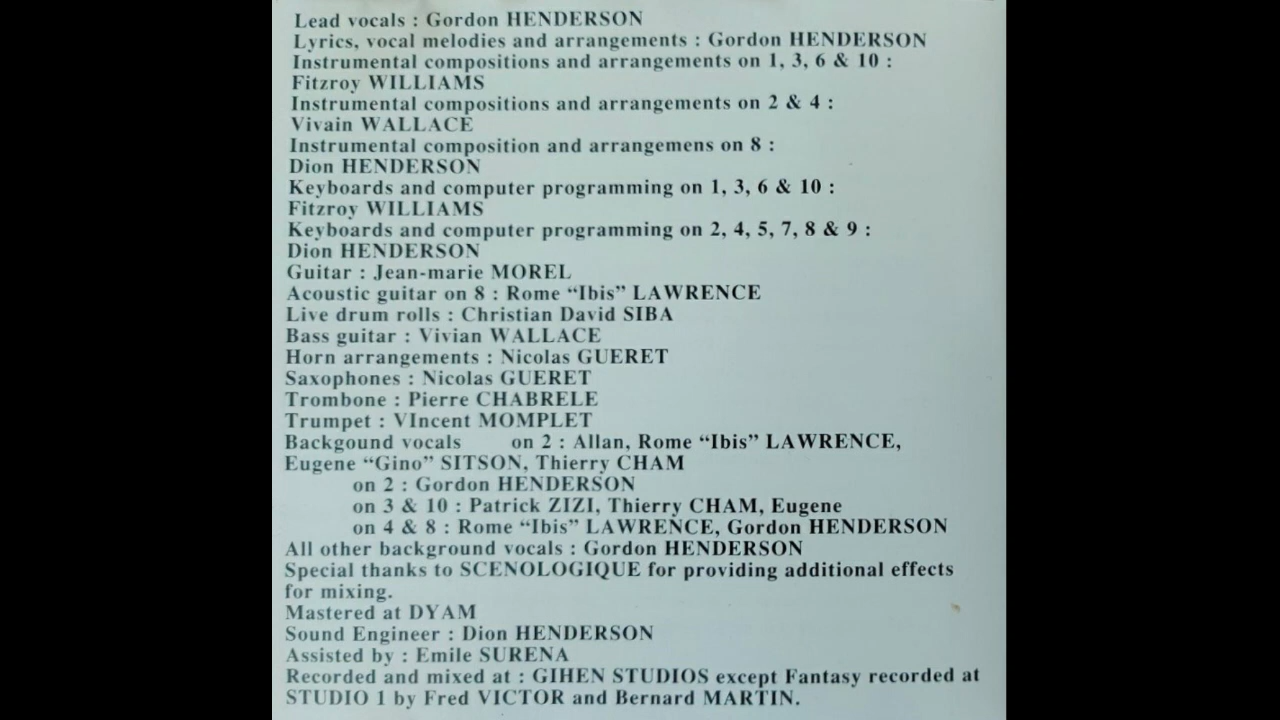 Lead vocals : Gordon HENDERSON
Lyrics, vocal melodies and arrangements : Gordon HENDERSON
Instrumental compositions and arrangements on 1, 3, 6 & 10 :
Fitzroy WILLIAMS
Instrumental compositions and arrangements on 2 & 4 :
Vivain WALLACE
Instrumental composition and arrangemens on 8 :
Dion HENDERSON
Keyboards and computer programming on 1, 3, 6 & 10 :
Fitzroy WILLIAMS
Keyboards and computer programming on 2, 4, 5, 7, 8 & 9 :
Dion HENDERSON
Guitar : Jean-marie MOREL
Acoustic guitar on 8 : Rome “Ibis” LAWRENCE
Live drum rolls : Christian David SIBA
Bass guitar : Vivian WALLACE
Horn arrangements : Nicolas GUERET
Saxophones : Nicolas GUERET
Trombone : Pierre CHABRELE
Trumpet : VIncent MOMPLET
Backgound vocals on 2 : Allan, Rome “Ibis” LAWRENCE,
Eugene “Gino” SITSON, Thierry CHAM
on 2 : Gordon HENDERSON
on 3 & 10 : Patrick ZIZI, Thierry CHAM, Eugene
on 4 & 8 : Rome “Ibis” LAWRENCE, Gordon HENDERSON
All other background vocals : Gordon HENDERSON
Special thanks to SCENOLOGIQUE for providing additional effects
for mixing.
Mastered at DYAM
Sound Engineer : Dion HENDERSON
Assisted by : Emile SURENA
Recorded and mixed at : GIHEN STUDIOS except Fantasy recorded at
STUDIO 1 by Fred VICTOR and Bernard MARTIN.